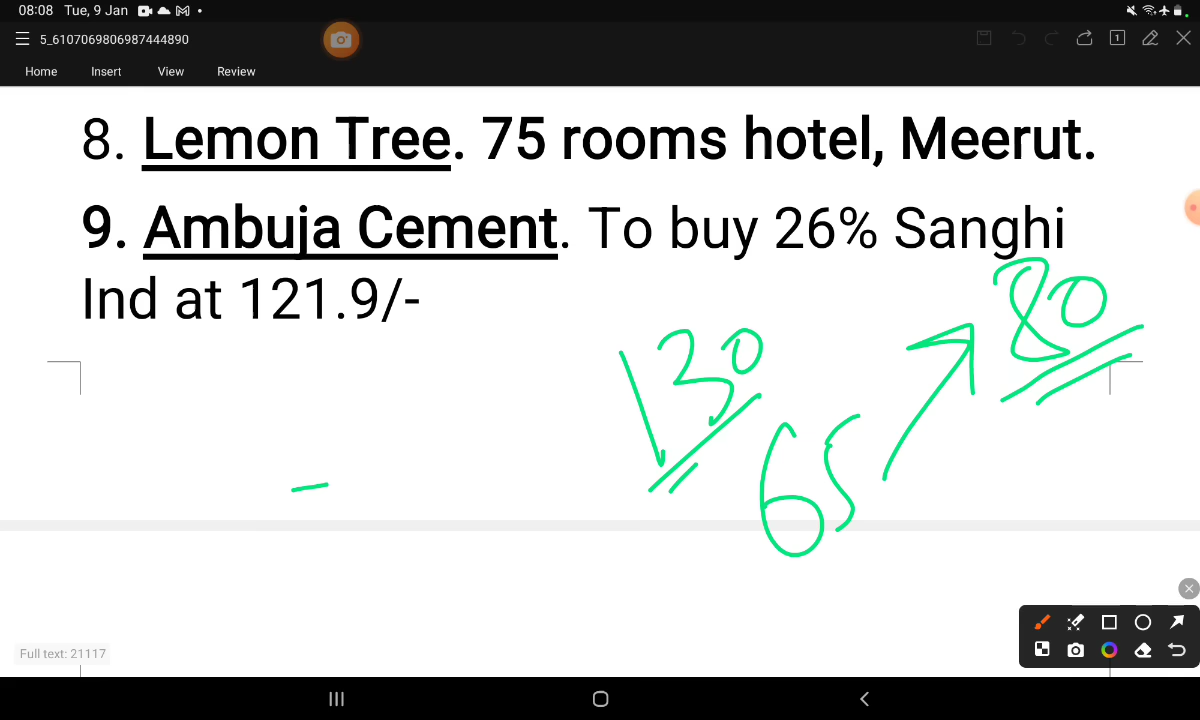 08:08 Tue, 9 Jan
5_6107069806987444890
1
Home Insert View Review
8. Lemon Tree. 75 rooms hotel, Meerut.
9. Ambuja Cement. To buy 26% Sanghi
Ind at 121.9/-
80
130
65
Full text: 21117